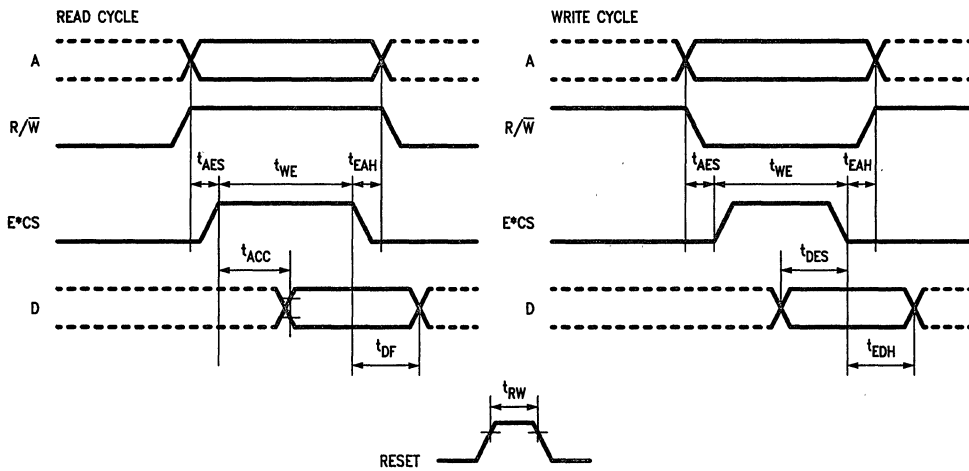 READ CYCLE
WRITE CYCLE
A
A
R/W̅
R/W̅
tAES
tWE
tEAH
tAES
tWE
tEAH
E*CS
E*CS
tACC
tDES
D
D
tDF
tEDH
tRW
RESET